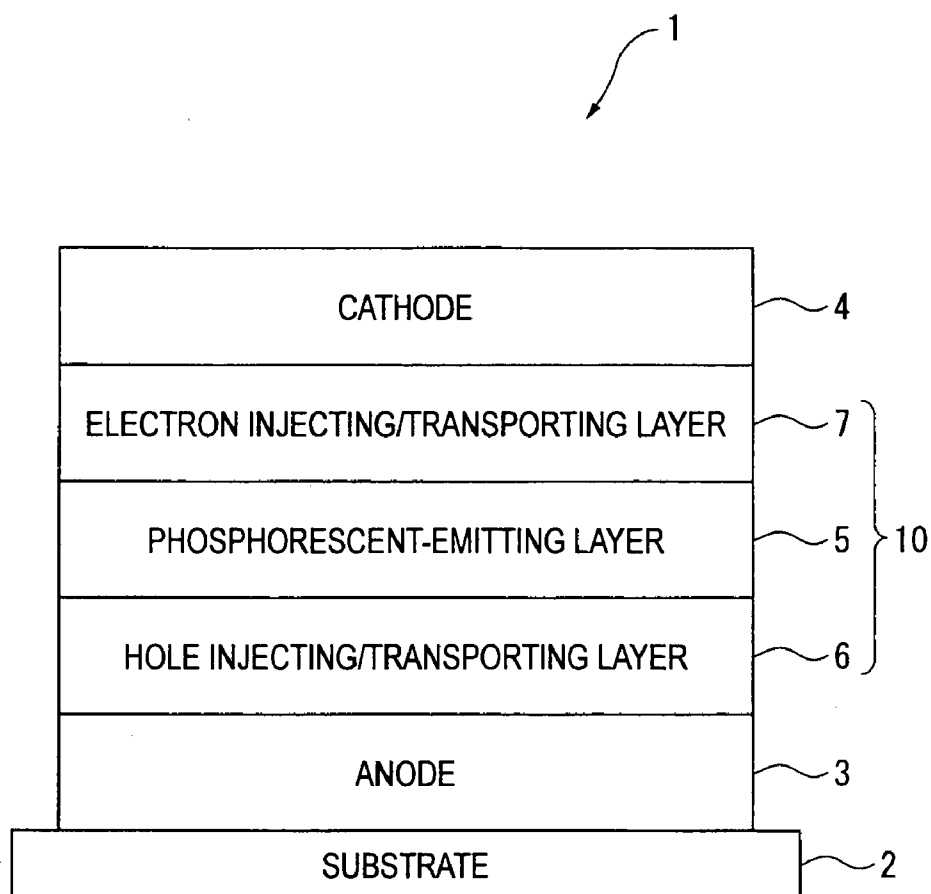 1
CATHODE 4
ELECTRON INJECTING/TRANSPORTING LAYER 7
PHOSPHORESCENT-EMITTING LAYER 5 10
HOLE INJECTING/TRANSPORTING LAYER 6
ANODE 3
SUBSTRATE 2